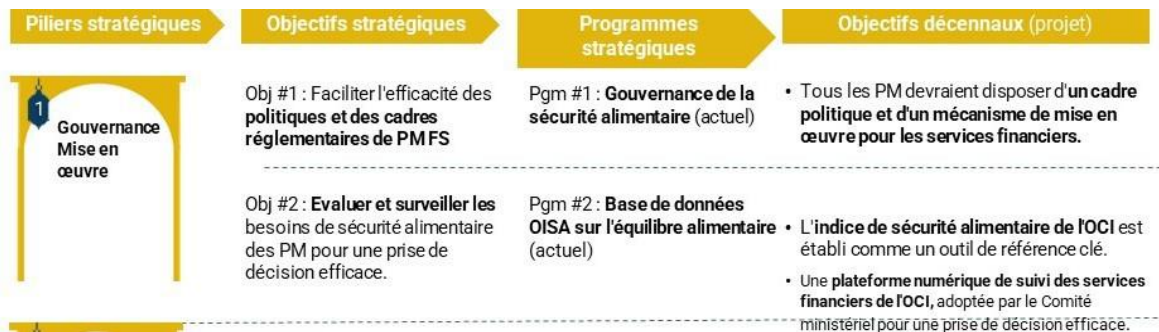 Piliers stratégiques
Objectifs stratégiques
Programmes
stratégiques
Objectifs décennaux (projet)
1
Gouvernance
Mise en
œuvre
Obj #1 : Faciliter l'efficacité des
politiques et des cadres
réglementaires de PM FS
Pgm #1 : Gouvernance de la
sécurité alimentaire (actuel)
• Tous les PM devraient disposer d'un cadre
politique et d'un mécanisme de mise en
œuvre pour les services financiers.
Obj #2 : Evaluer et surveiller les
besoins de sécurité alimentaire
des PM pour une prise de
décision efficace.
Pgm #2 : Base de données
OISA sur l'équilibre alimentaire
(actuel)
• L'indice de sécurité alimentaire de l'OCI est
établi comme un outil de référence clé.
• Une plateforme numérique de suivi des services
financiers de l'OCI, adoptée par le Comité
ministériel pour une prise de décision efficace.